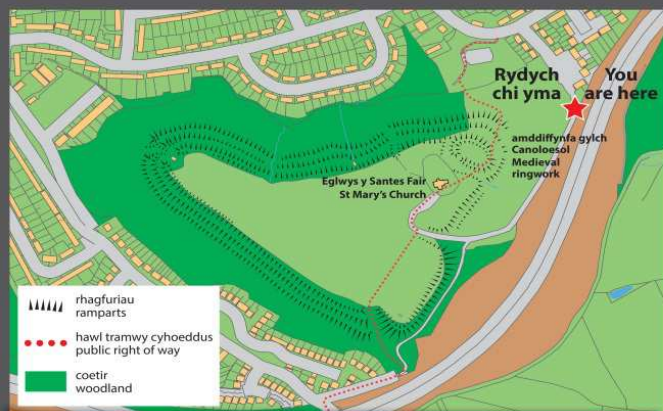 Rydych
chi yma
You
are here
amddiffynfa gylch
Canoloesol
Medieval
ringwork
Eglwys y Santes Fair
St Mary's Church
rhagfuriau
ramparts
hawl tramwy cyhoeddus
public right of way
coetir
woodland